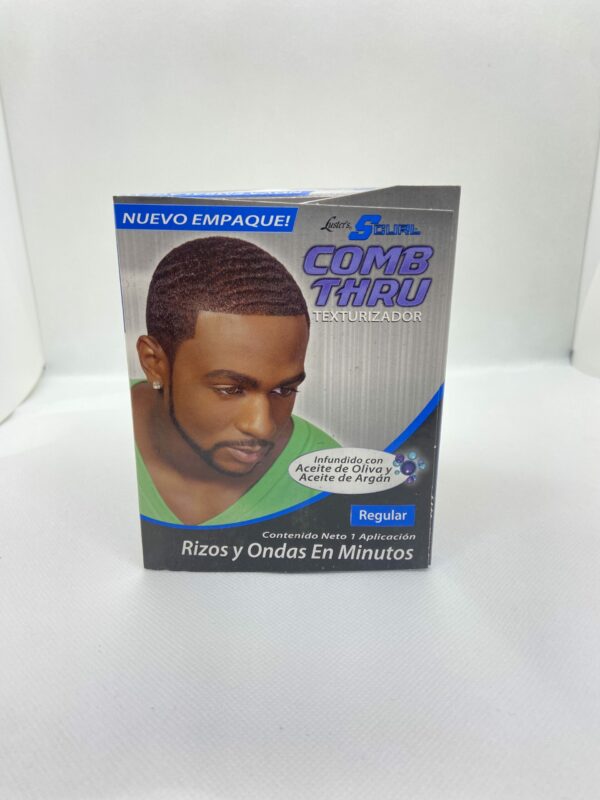 NUEVO EMPAQUE!
Luster's SCURL
COMB
THRU
TEXTURIZADOR
Infundido con
Aceite de Oliva y
Aceite de Argán
Regular
Contenido Neto 1 Aplicación
Rizos y Ondas En Minutos